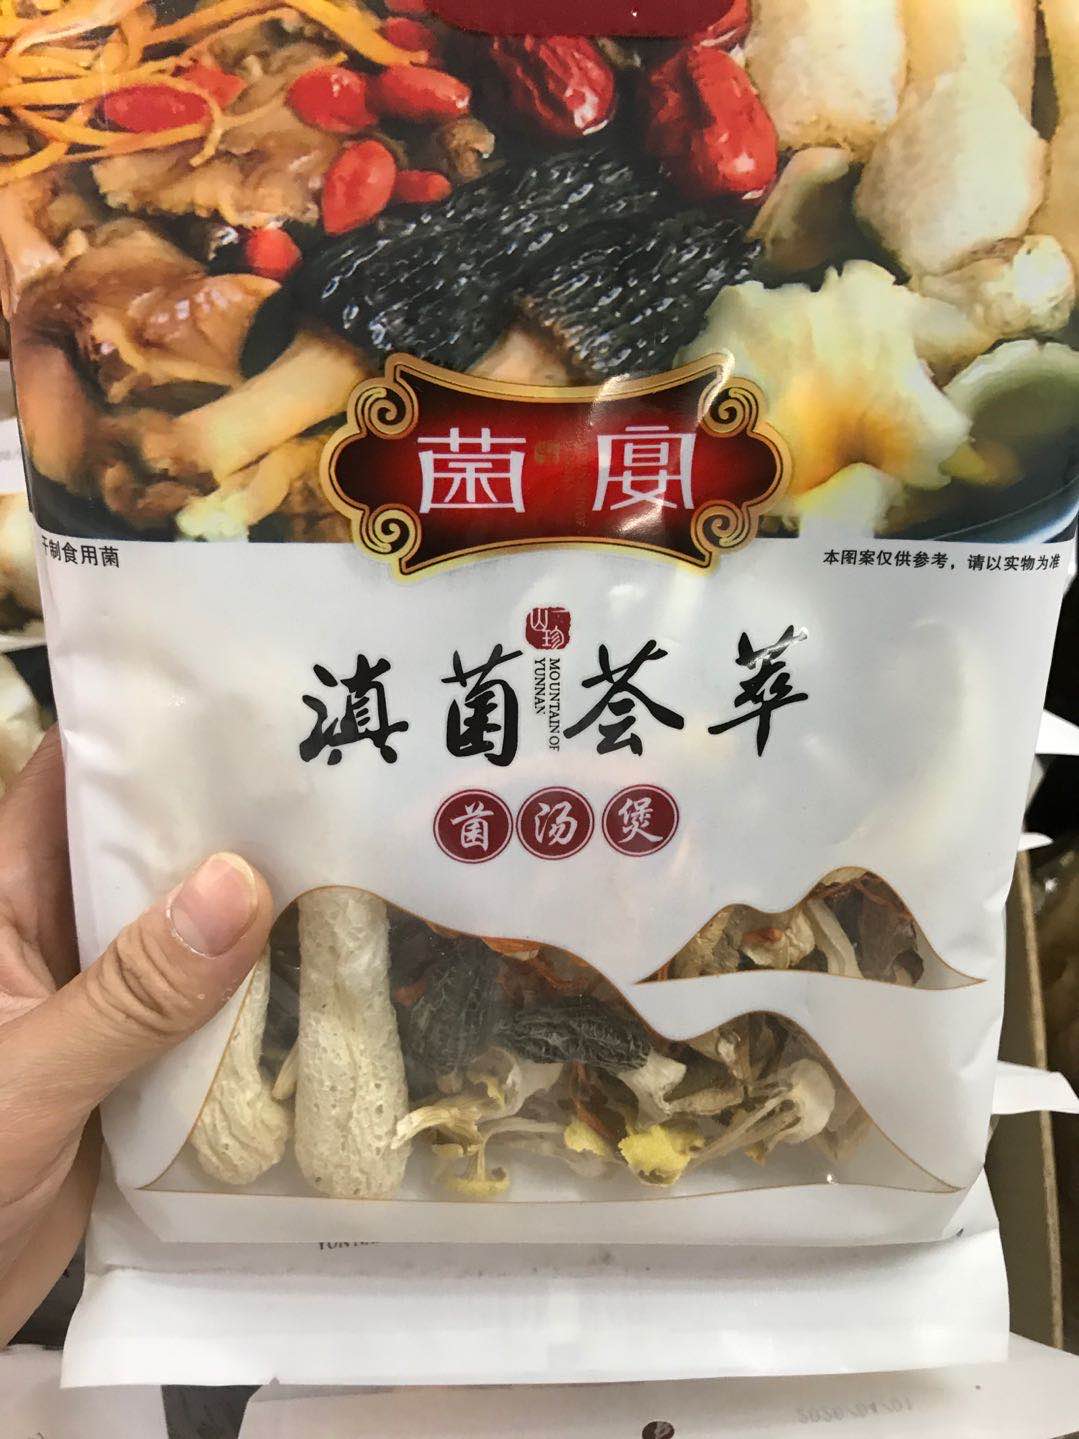 菌宴
干制食用菌
本图案仅供参考，请以实物为准
山珍
滇菌荟萃
MOUNTAIN OF
YUNNAN
菌汤煲